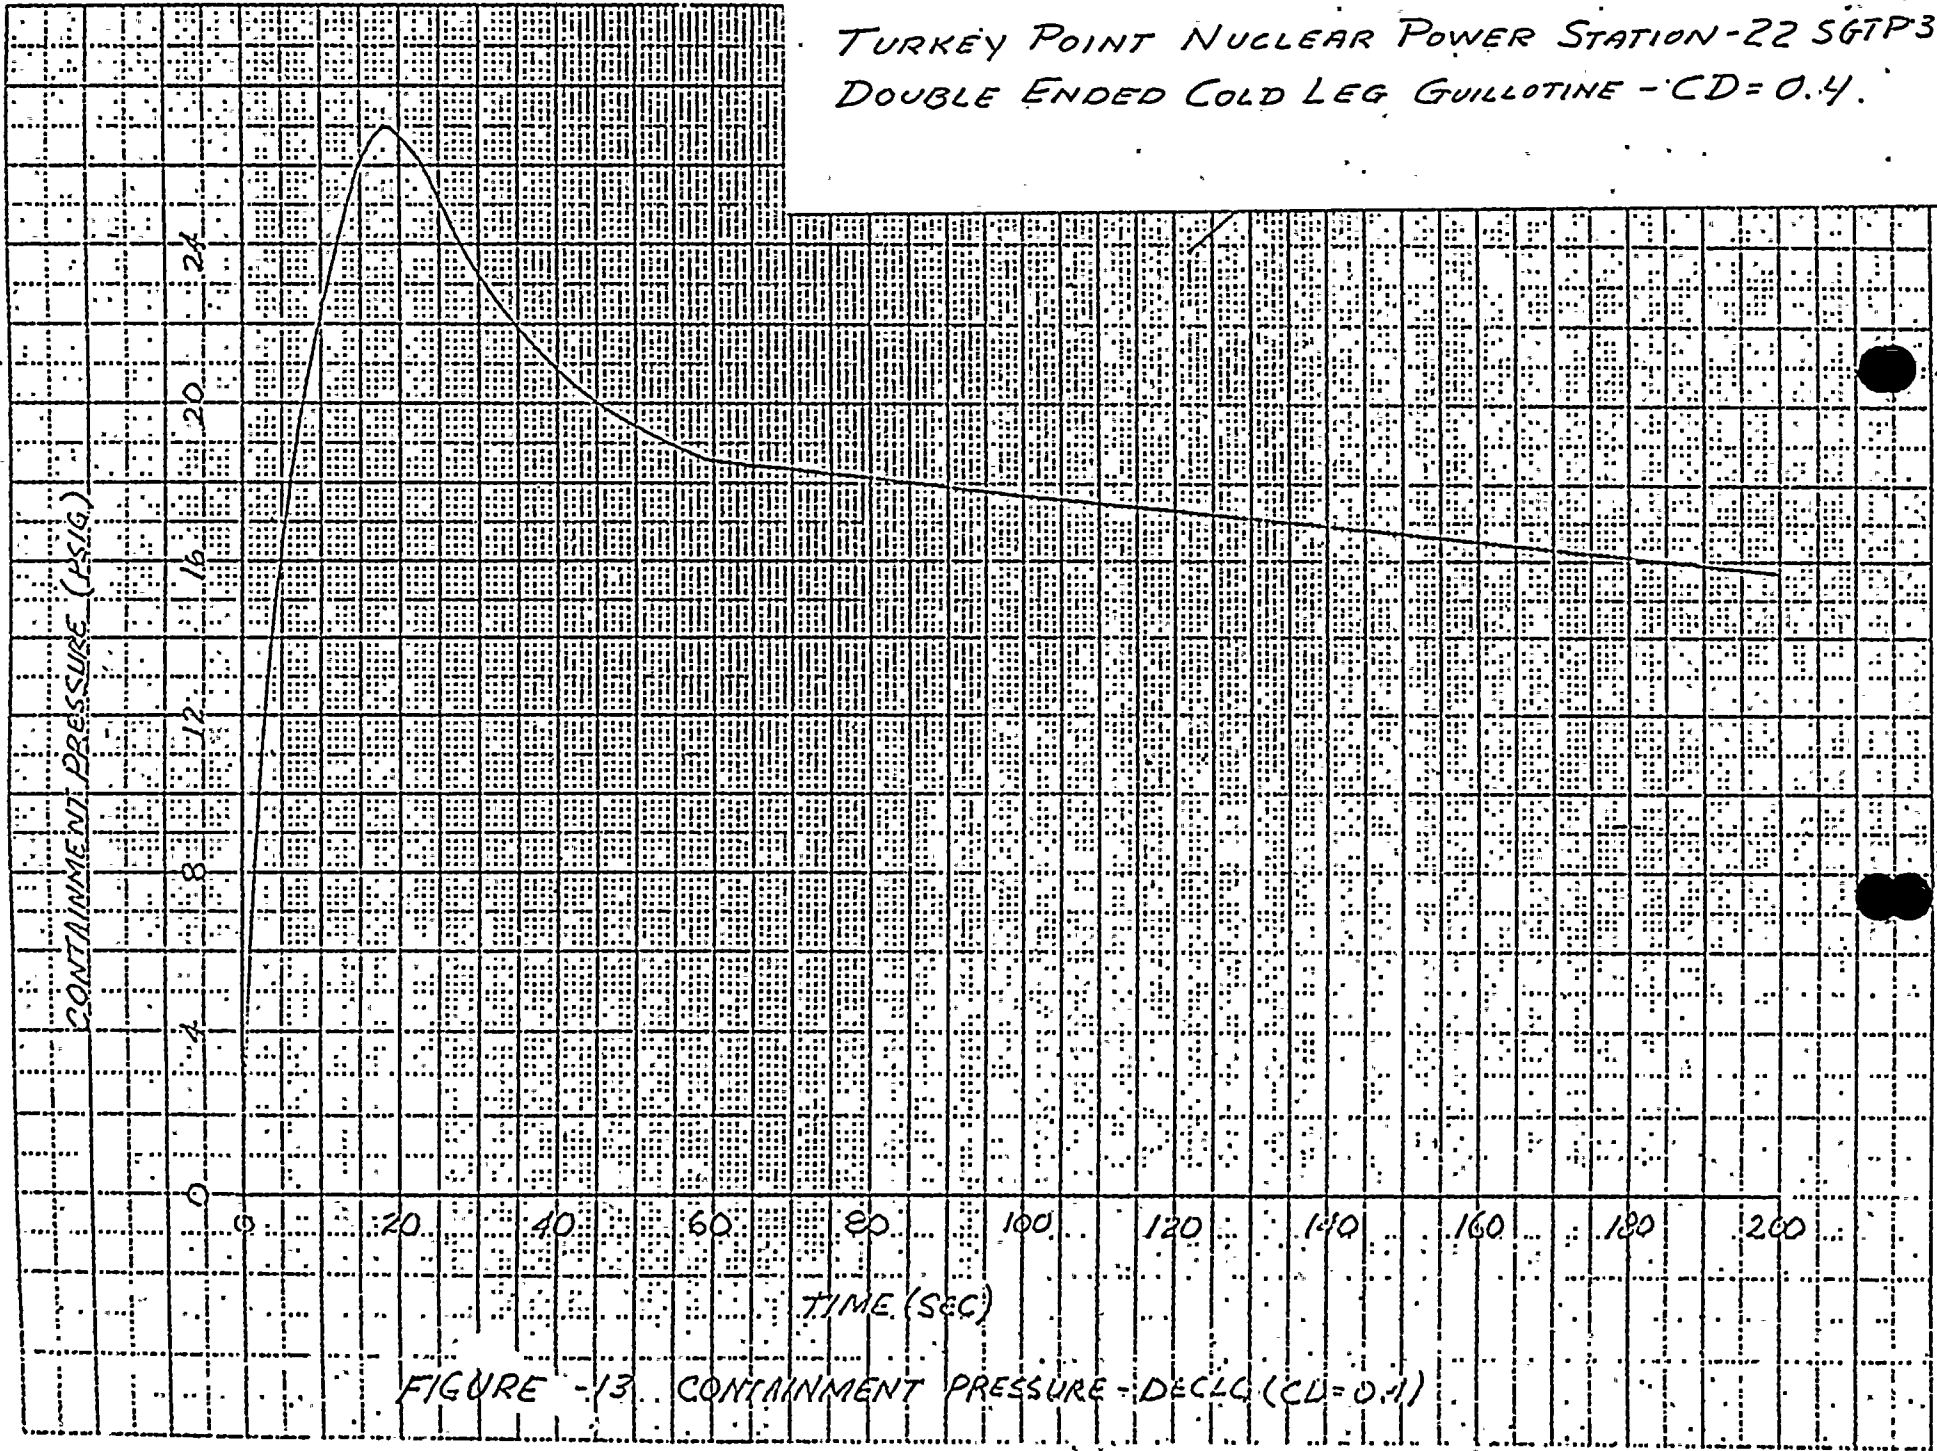 TURKEY POINT NUCLEAR POWER STATION-22 SGTP3
DOUBLE ENDED COLD LEG GUILLOTINE - CD = 0.4.
CONTAINMENT PRESSURE (PSIG.)
24
20
16
12
8
4
0
0 20 40 60 80 100 120 140 160 180 200
TIME (SEC)
FIGURE -13 CONTAINMENT PRESSURE - DECLG (CD=0.4)